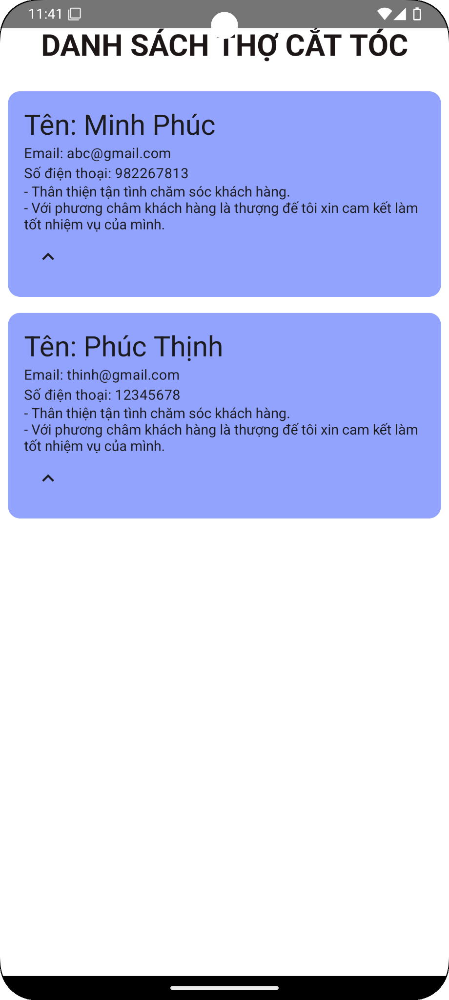 11:41
DANH SÁCH THỢ CẮT TÓC
Tên: Minh Phúc
Email: abc@gmail.com
Số điện thoại: 982267813
- Thân thiện tận tình chăm sóc khách hàng.
- Với phương châm khách hàng là thượng đế tôi xin cam kết làm
tốt nhiệm vụ của mình.
Tên: Phúc Thịnh
Email: thinh@gmail.com
Số điện thoại: 12345678
- Thân thiện tận tình chăm sóc khách hàng.
- Với phương châm khách hàng là thượng đế tôi xin cam kết làm
tốt nhiệm vụ của mình.